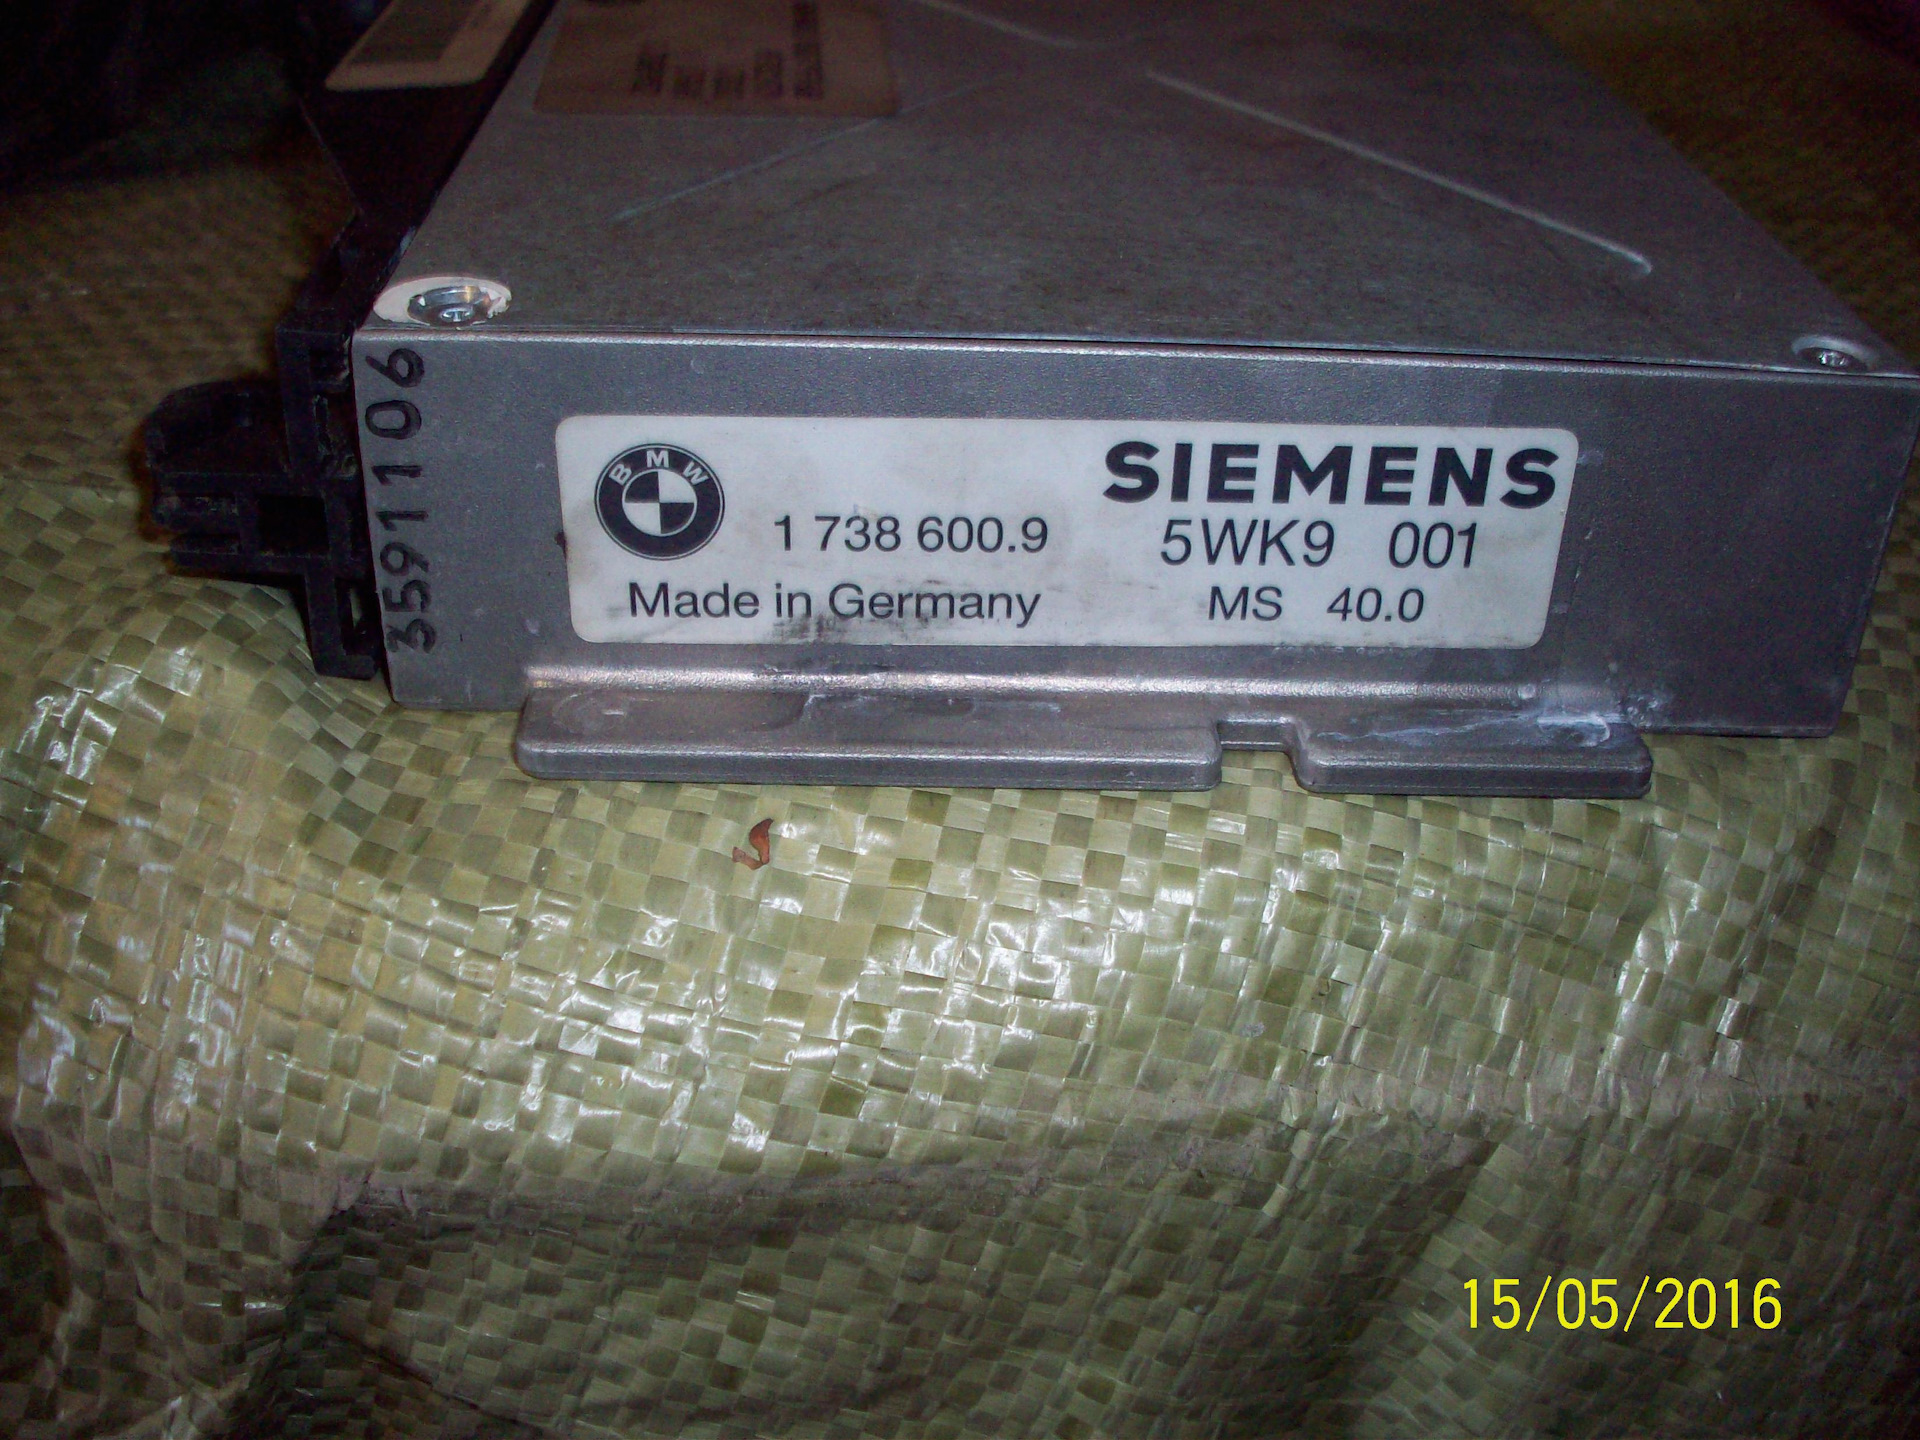 3591106
BMW
1 738 600.9
Made in Germany
SIEMENS
5WK9 001
MS 40.0
15/05/2016